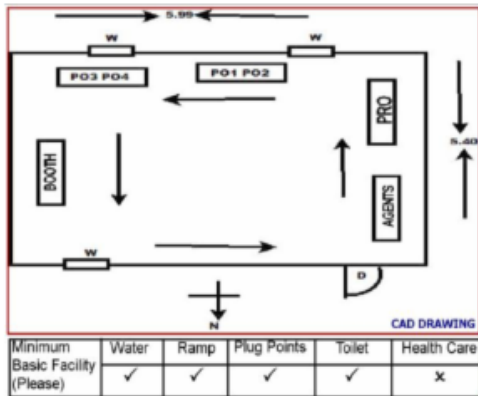 5.99
W W
PO3 PO4 PO1 PO2
PRO
5.40
BOOTH
AGENTS
W
D
N
CAD DRAWING
Minimum Basic Facility (Please) Water Ramp Plug Points Toilet Health Care
✓ ✓ ✓ ✓ x